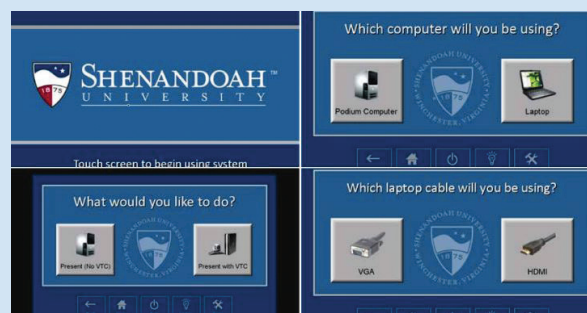 SHENANDOAH™
UNIVERSITY
1875
Touch screen to begin using system
Which computer will you be using?
Podium Computer
Laptop
What would you like to do?
Present (No VTC)
Present with VTC
Which laptop cable will you be using?
VGA
HDMI